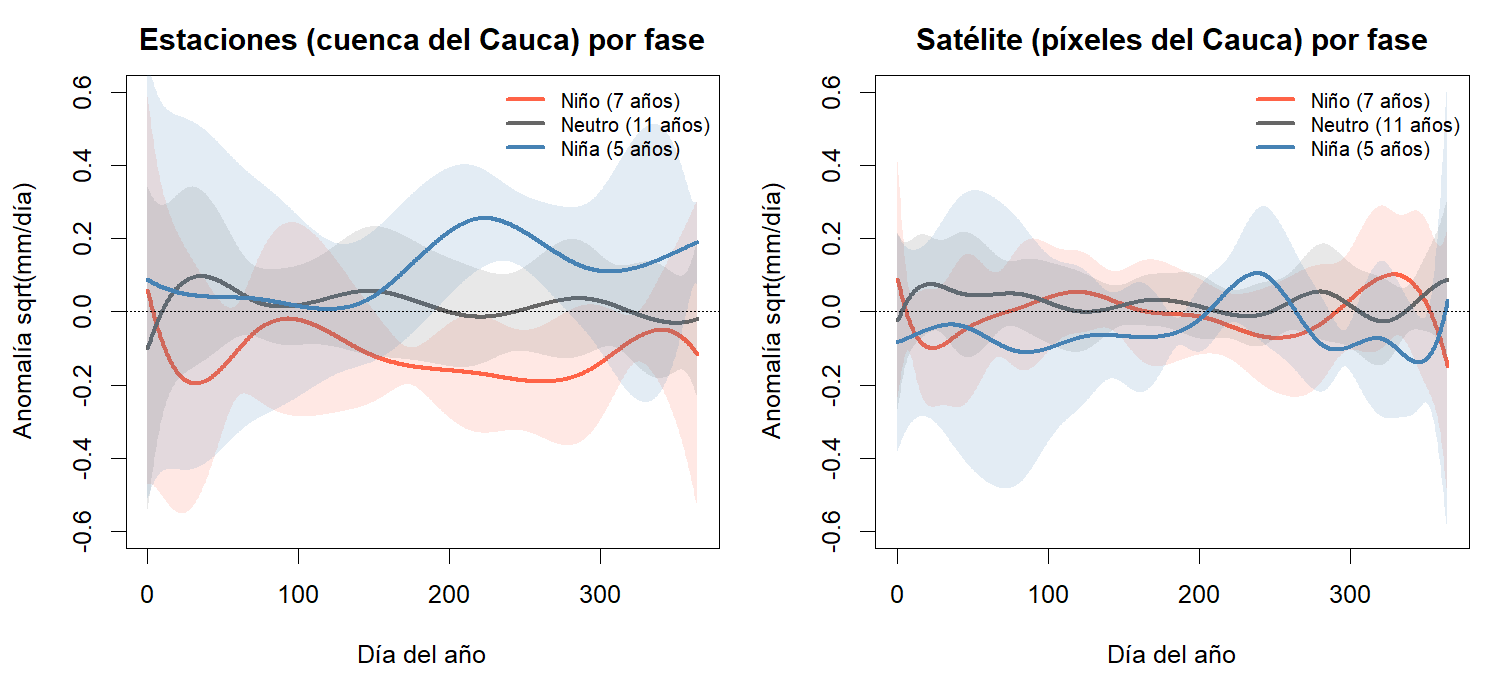 Estaciones (cuenca del Cauca) por fase
Anomalía sqrt(mm/día)
0.6
0.4
0.2
0.0
-0.2
-0.4
-0.6
Niño (7 años)
Neutro (11 años)
Niña (5 años)
0 100 200 300
Día del año
Satélite (píxeles del Cauca) por fase
Anomalía sqrt(mm/día)
0.6
0.4
0.2
0.0
-0.2
-0.4
-0.6
Niño (7 años)
Neutro (11 años)
Niña (5 años)
0 100 200 300
Día del año